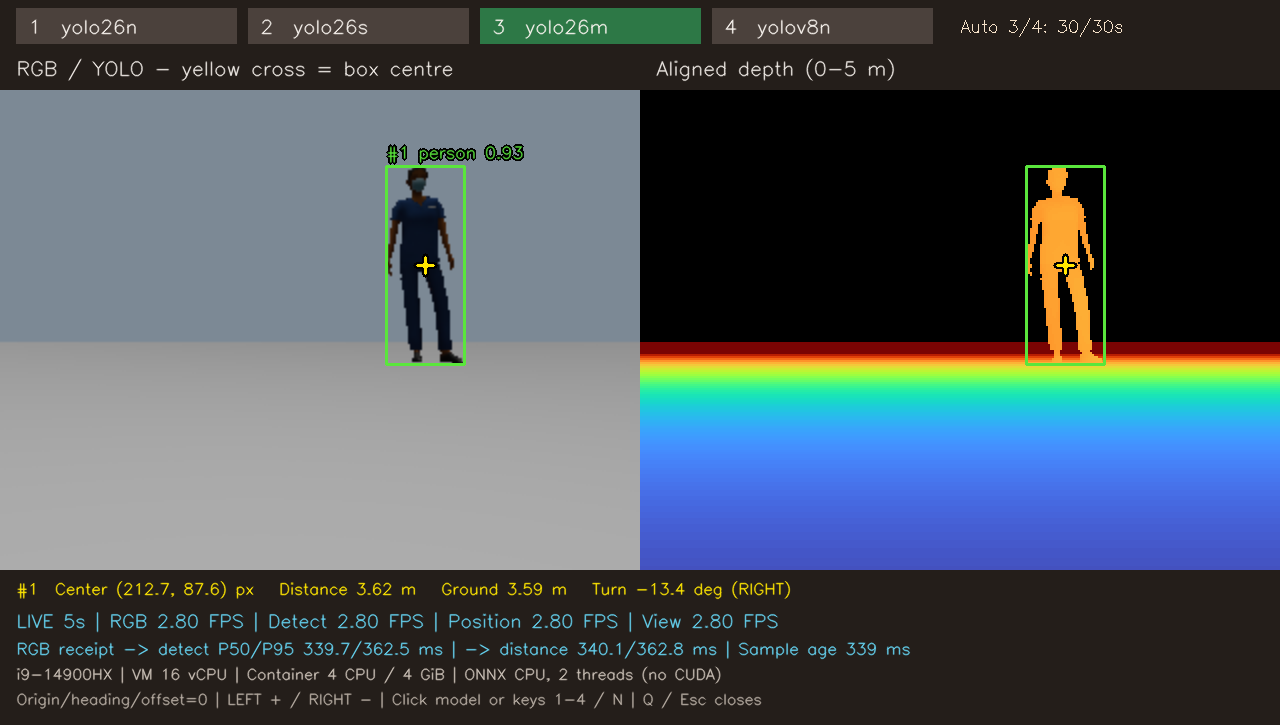 1 yolo26n 2 yolo26s 3 yolo26m 4 yolov8n Auto 3/4: 30/30s
RGB / YOLO - yellow cross = box centre
Aligned depth (0-5 m)
#1 person 0.93
#1 Center (212.7, 87.6) px Distance 3.62 m Ground 3.59 m Turn -13.4 deg (RIGHT)
LIVE 5s | RGB 2.80 FPS | Detect 2.80 FPS | Position 2.80 FPS | View 2.80 FPS
RGB receipt -> detect P50/P95 339.7/362.5 ms | -> distance 340.1/362.8 ms | Sample age 339 ms
i9-14900HX | VM 16 vCPU | Container 4 CPU / 4 GiB | ONNX CPU, 2 threads (no CUDA)
Origin/heading/offset=0 | LEFT + / RIGHT - | Click model or keys 1-4 / N | Q / Esc closes